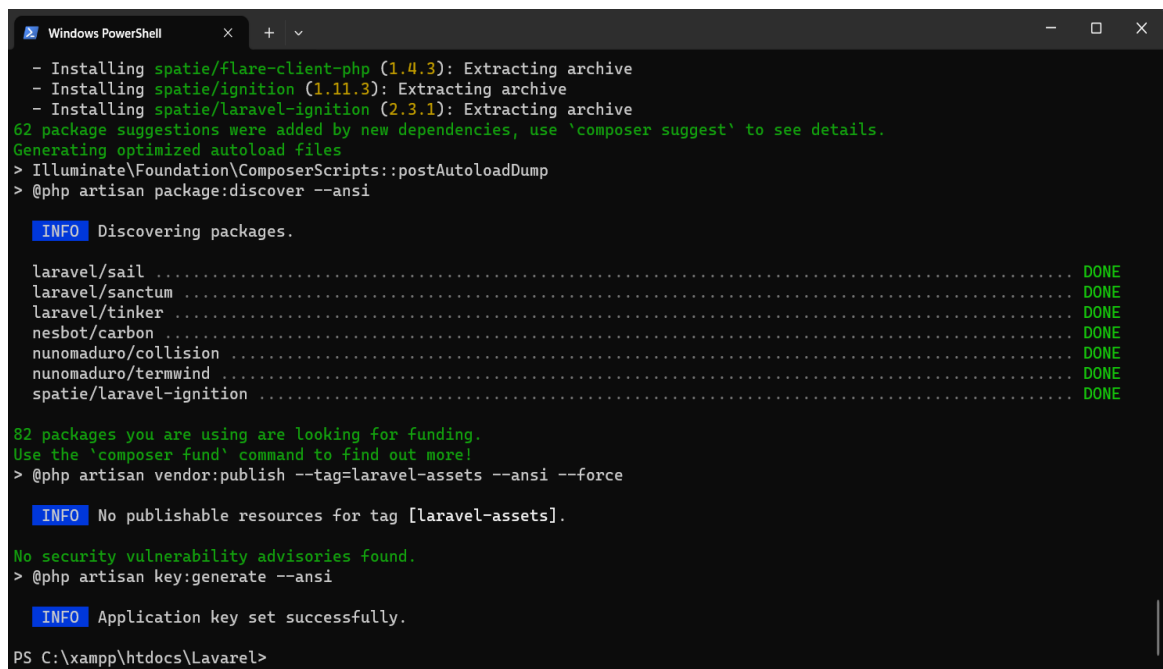 Windows PowerShell
- Installing spatie/flare-client-php (1.4.3): Extracting archive
- Installing spatie/ignition (1.11.3): Extracting archive
- Installing spatie/laravel-ignition (2.3.1): Extracting archive
62 package suggestions were added by new dependencies, use `composer suggest` to see details.
Generating optimized autoload files
> Illuminate\Foundation\ComposerScripts::postAutoloadDump
> @php artisan package:discover --ansi
INFO Discovering packages.
laravel/sail ........................................................................................ DONE
laravel/sanctum ..................................................................................... DONE
laravel/tinker ...................................................................................... DONE
nesbot/carbon ....................................................................................... DONE
nunomaduro/collision ................................................................................ DONE
nunomaduro/termwind ................................................................................. DONE
spatie/laravel-ignition ............................................................................. DONE
82 packages you are using are looking for funding.
Use the `composer fund` command to find out more!
> @php artisan vendor:publish --tag=laravel-assets --ansi --force
INFO No publishable resources for tag [laravel-assets].
No security vulnerability advisories found.
> @php artisan key:generate --ansi
INFO Application key set successfully.
PS C:\xampp\htdocs\Lavarel>